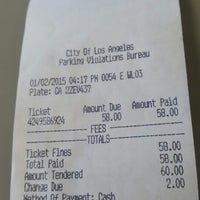 City Of Los Angeles
Parking Violations Bureau
01/02/2015 04:17 PM 0054 E WL03
Plate: CA 2ZEV437
Ticket Amount Due Amount Paid
4249586924 58.00 58.00
FEES
TOTALS
Ticket Fines 58.00
Total Paid 58.00
Amount Tendered 60.00
Change Due 2.00
Method Of Payment: Cash